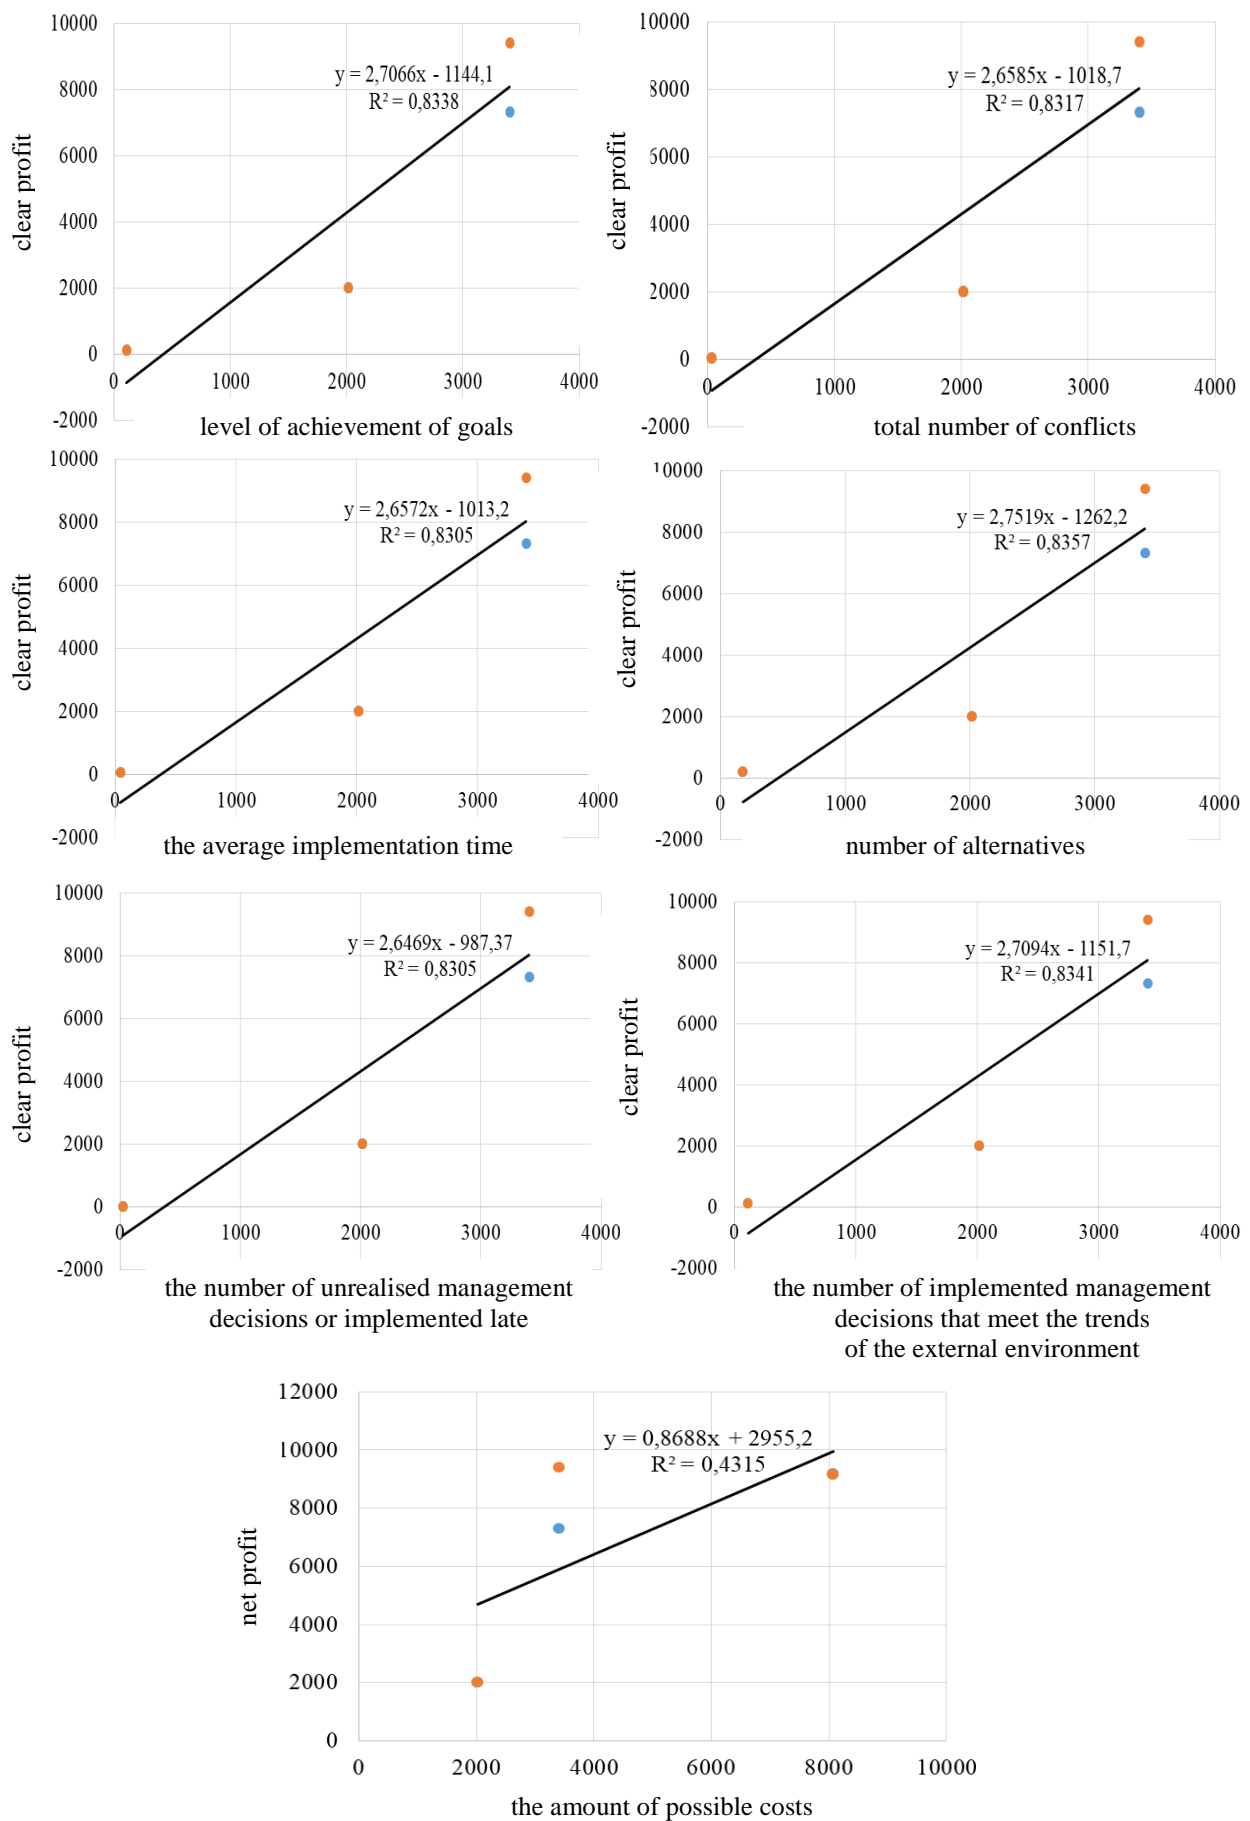 10000
8000
6000
4000
2000
0
-2000
clear profit
y = 2,7066x - 1144,1
R² = 0,8338
0 1000 2000 3000 4000
level of achievement of goals
10000
8000
6000
4000
2000
0
-2000
clear profit
y = 2,6585x - 1018,7
R² = 0,8317
0 1000 2000 3000 4000
total number of conflicts
10000
8000
6000
4000
2000
0
-2000
clear profit
y = 2,6572x - 1013,2
R² = 0,8305
0 1000 2000 3000 4000
the average implementation time
10000
8000
6000
4000
2000
0
-2000
clear profit
y = 2,7519x - 1262,2
R² = 0,8357
0 1000 2000 3000 4000
number of alternatives
10000
8000
6000
4000
2000
0
-2000
clear profit
y = 2,6469x - 987,37
R² = 0,8305
0 1000 2000 3000 4000
the number of unrealised management
decisions or implemented late
10000
8000
6000
4000
2000
0
-2000
clear profit
y = 2,7094x - 1151,7
R² = 0,8341
0 1000 2000 3000 4000
the number of implemented management
decisions that meet the trends
of the external environment
12000
10000
8000
6000
4000
2000
0
net profit
y = 0,8688x + 2955,2
R² = 0,4315
0 2000 4000 6000 8000 10000
the amount of possible costs